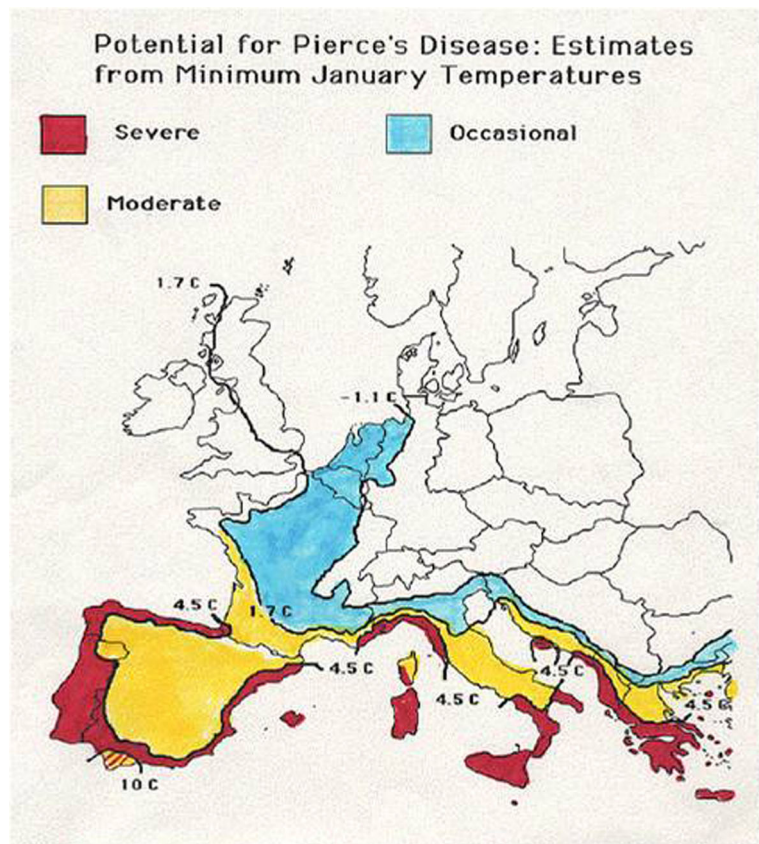 Potential for Pierce's Disease: Estimates
from Minimum January Temperatures
Severe
Occasional
Moderate
1.7 C
-1.1 C
4.5 C
1.7 C
4.5 C
4.5 C
4.5 C
4.5 C
10 C